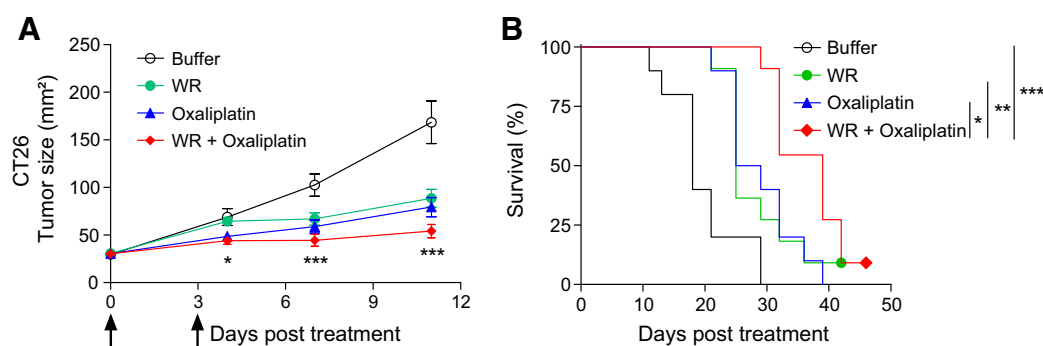 A
CT26
Tumor size (mm²)
250
200
150
100
50
0
Buffer
WR
Oxaliplatin
WR + Oxaliplatin
*
***
***
0
3
6
9
12
Days post treatment
B
Survival (%)
100
75
50
25
0
Buffer
WR
Oxaliplatin
WR + Oxaliplatin
*
**
***
0
10
20
30
40
50
Days post treatment